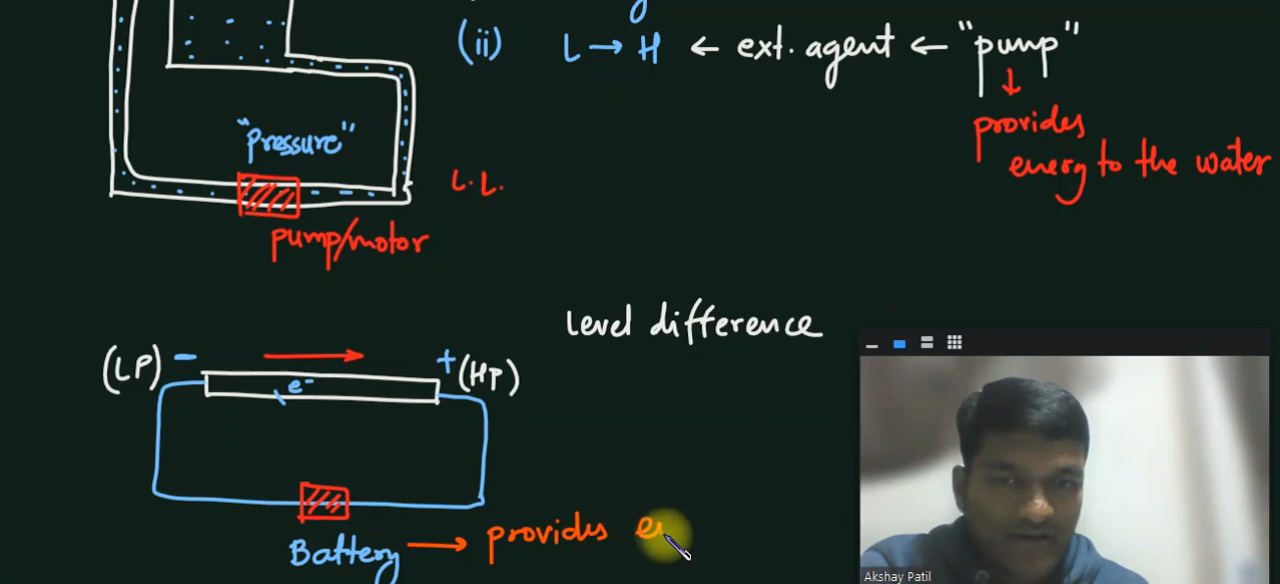 (ii) L → H ← ext. agent ← "pump"
↓
provides
energ to the water
"pressure"
L.L.
pump/motor
level difference
(LP) − → + (HP)
e⁻
Battery → provides e
Akshay Patil